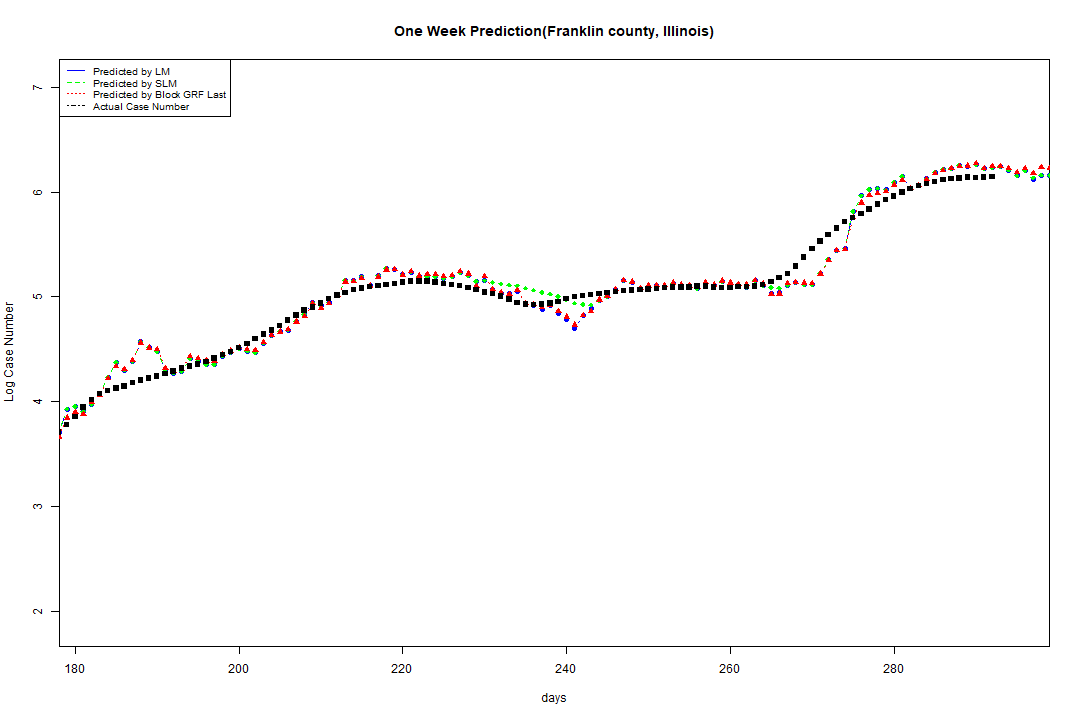 One Week Prediction(Franklin county, Illinois)
Predicted by LM
Predicted by SLM
Predicted by Block GRF Last
Actual Case Number
7
6
5
4
3
2
Log Case Number
180 200 220 240 260 280
days